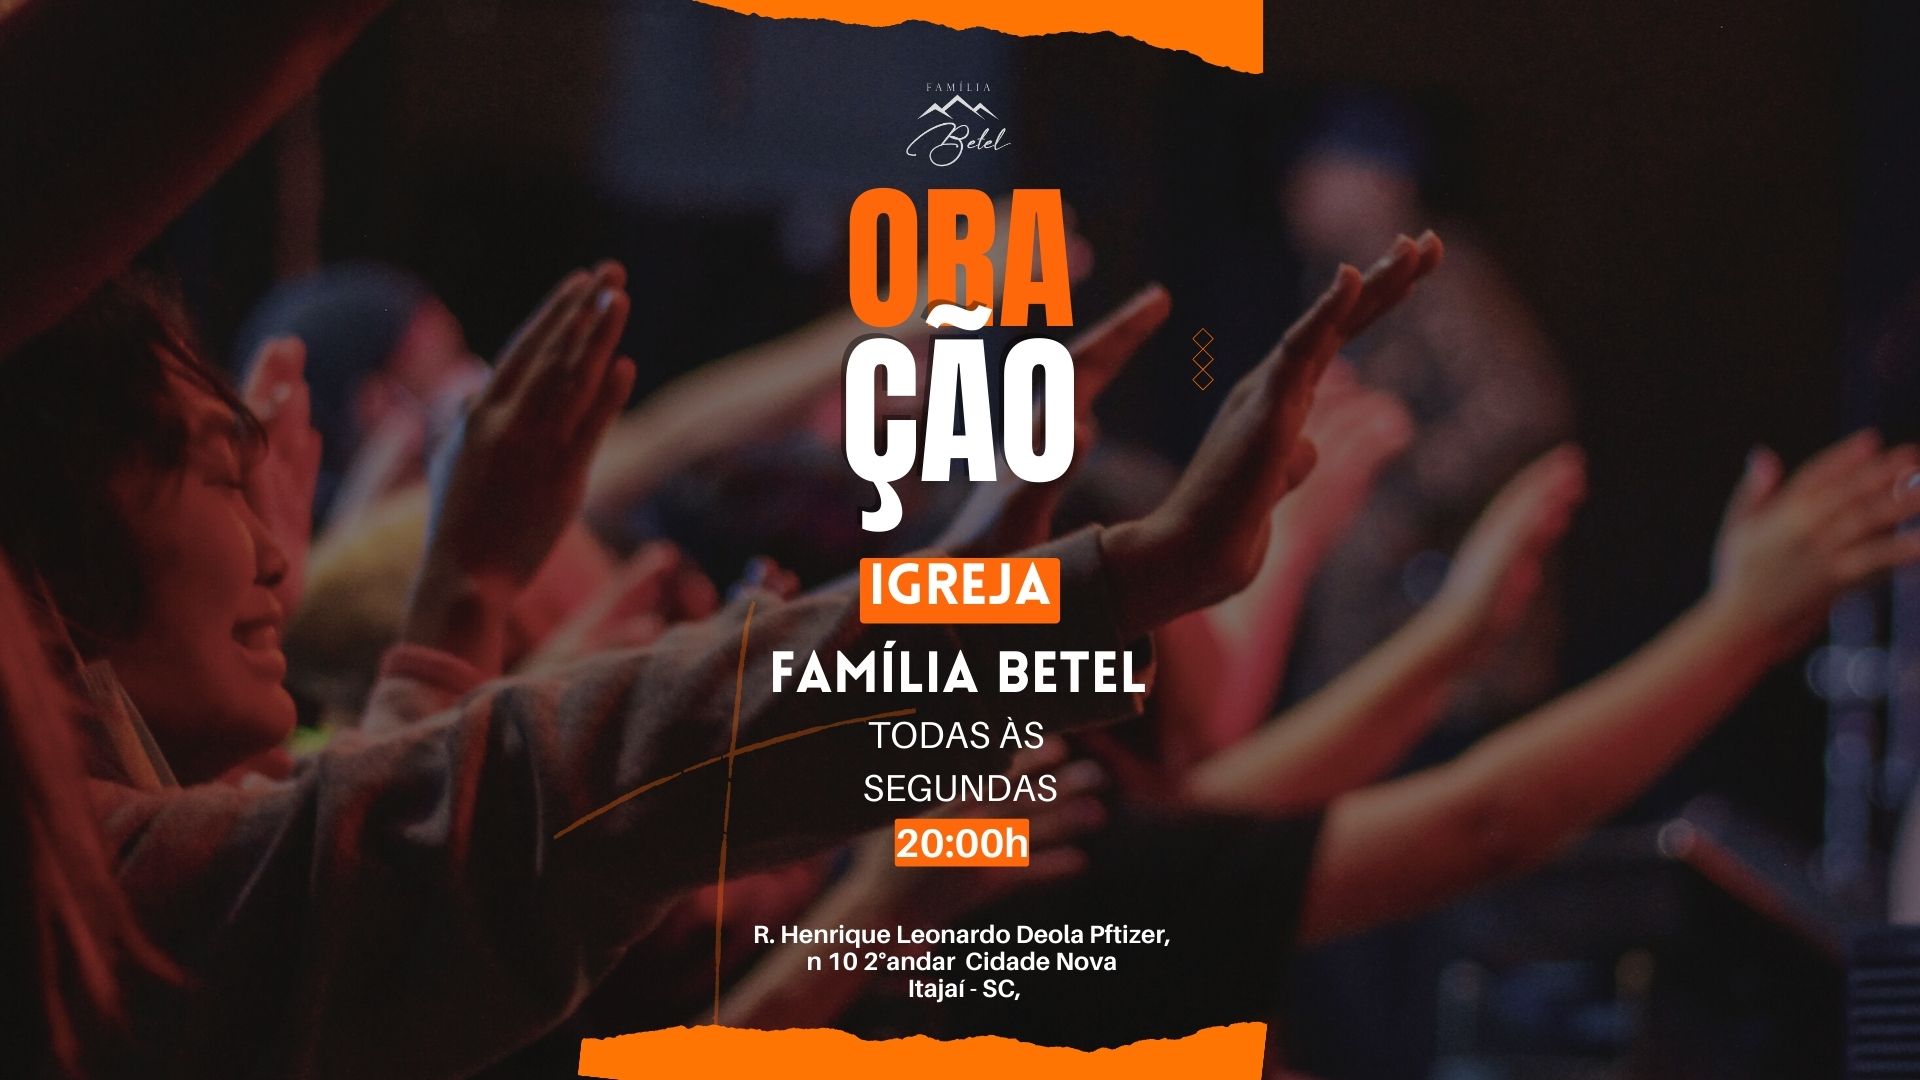 FAMÍLIA
Betel
ORA
ÇÃO
IGREJA
FAMÍLIA BETEL
TODAS ÀS
SEGUNDAS
20:00h
R. Henrique Leonardo Deola Pftizer,
n 10 2°andar Cidade Nova
Itajaí - SC,